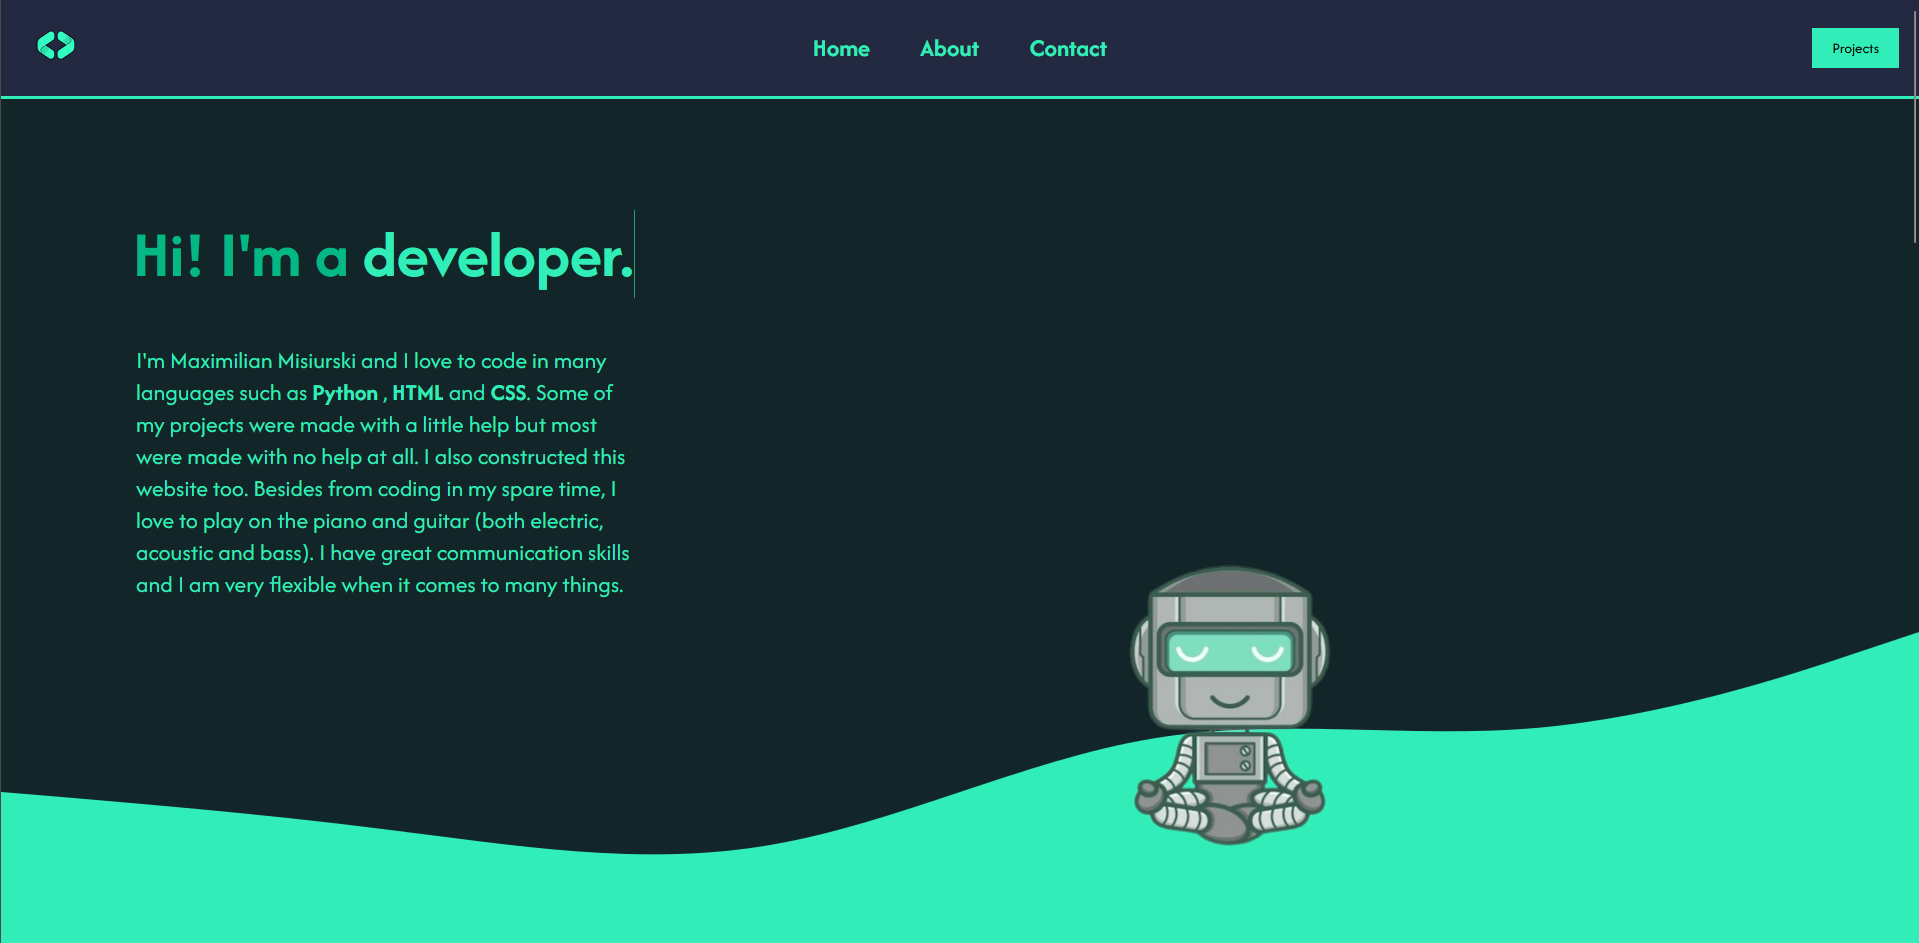 Home About Contact Projects
Hi! I'm a developer.
I'm Maximilian Misiurski and I love to code in many
languages such as Python , HTML and CSS. Some of
my projects were made with a little help but most
were made with no help at all. I also constructed this
website too. Besides from coding in my spare time, I
love to play on the piano and guitar (both electric,
acoustic and bass). I have great communication skills
and I am very flexible when it comes to many things.